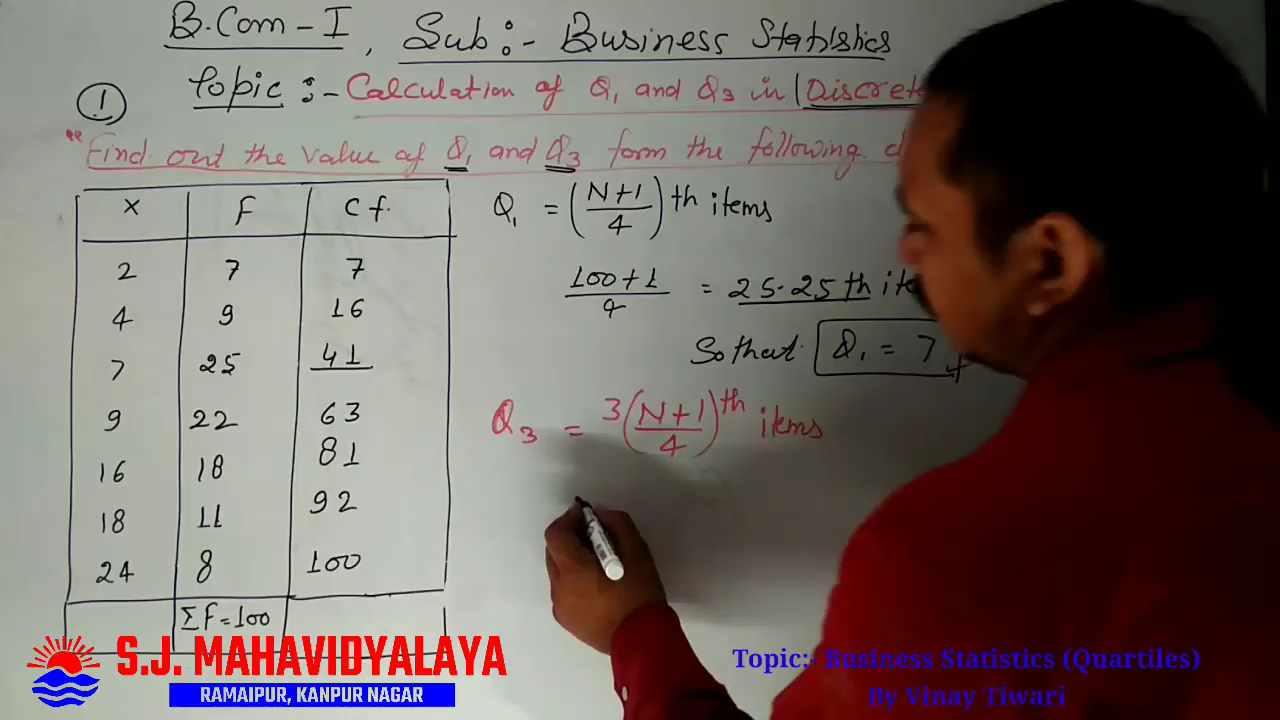 B.Com - I, Sub:- Business Statistics
① Topic:- Calculation of Q1 and Q3 in (Discrete
"Find out the value of Q1 and Q3 form the following
X F C f.
2 7 7
4 9 16
7 25 41
9 22 63
16 18 81
18 11 92
24 8 100
ΣF = 100
Q1 = (N+1/4)th items
100+1/4 = 25.25th
So that Q1 = 7
Q3 = 3(N+1/4)th items
S.J. MAHAVIDYALAYA
RAMAIPUR, KANPUR NAGAR
Topic:- Business Statistics (Quartiles)
By Vinay Tiwari